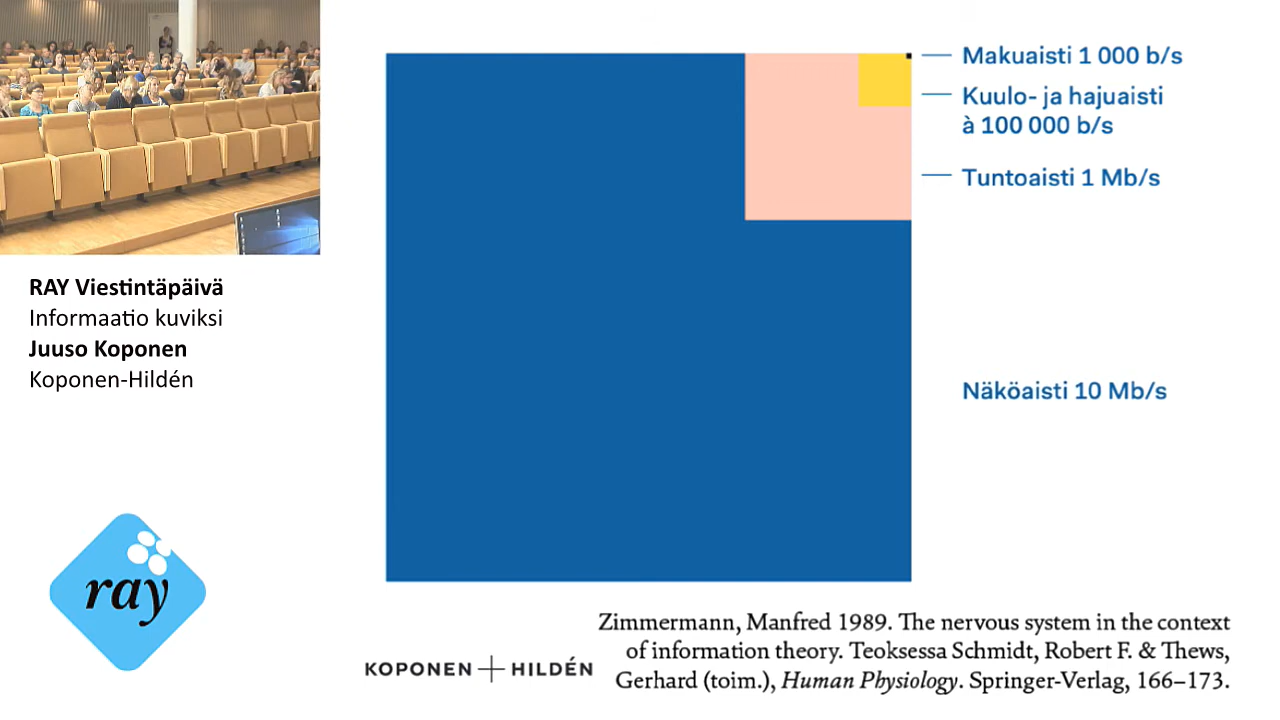 Makuaisti 1 000 b/s
Kuulo- ja hajuaisti
à 100 000 b/s
Tuntoaisti 1 Mb/s
Näköaisti 10 Mb/s
RAY Viestintäpäivä
Informaatio kuviksi
Juuso Koponen
Koponen-Hildén
ray
KOPONEN + HILDÉN
Zimmermann, Manfred 1989. The nervous system in the context
of information theory. Teoksessa Schmidt, Robert F. & Thews,
Gerhard (toim.), Human Physiology. Springer-Verlag, 166–173.